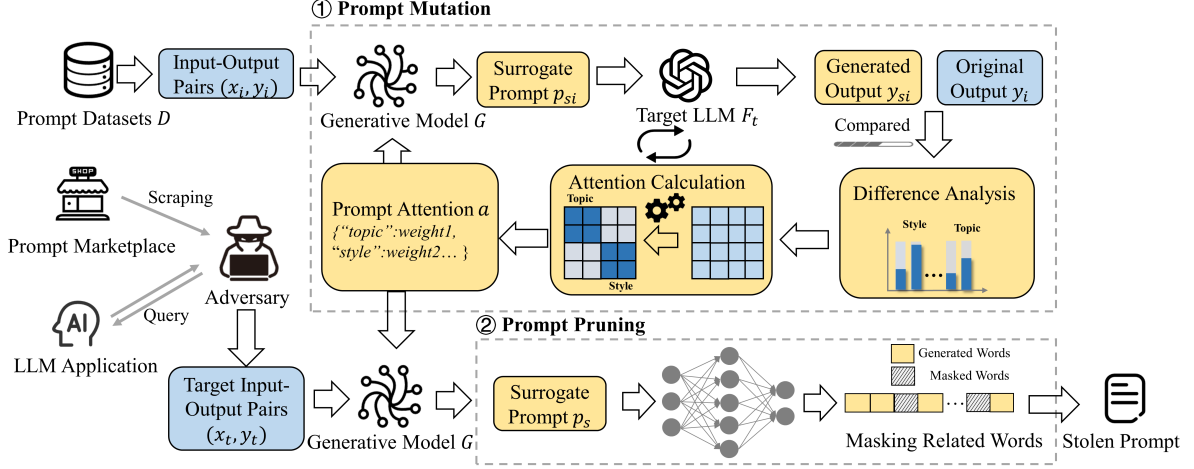 ① Prompt Mutation
Prompt Datasets D
Input-Output
Pairs (xᵢ, yᵢ)
Generative Model G
Surrogate
Prompt pₛᵢ
Target LLM Fₜ
Generated
Output yₛᵢ
Original
Output yᵢ
Compared
Difference Analysis
Style
Topic
Attention Calculation
Topic
Style
Prompt Attention a
{“topic”:weight1,
“style”:weight2… }
SHOP
Prompt Marketplace
Scraping
Adversary
AI
Query
LLM Application
Target Input-
Output Pairs
(xₜ, yₜ)
Generative Model G
② Prompt Pruning
Surrogate
Prompt pₛ
Generated Words
Masked Words
…
Masking Related Words
Stolen Prompt